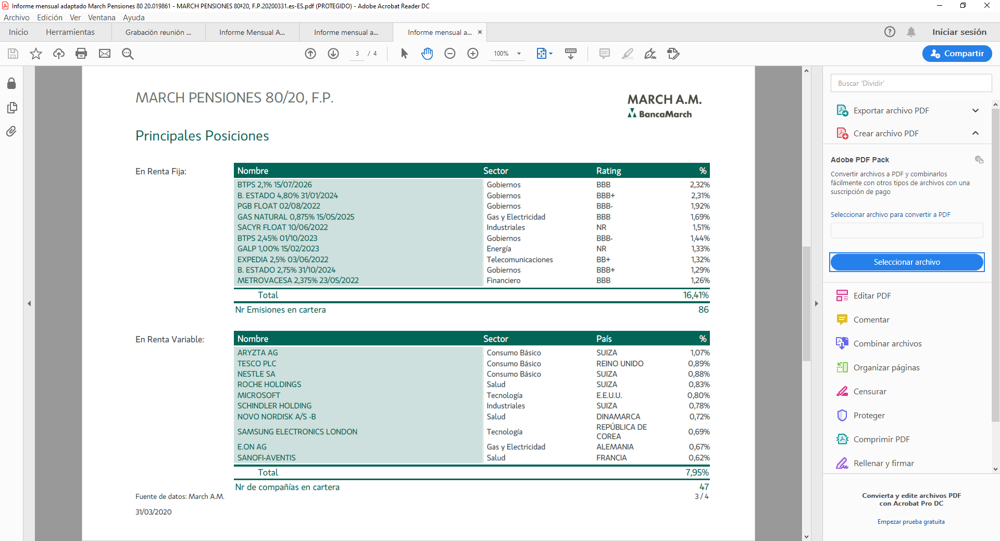 Informe mensual adaptado March Pensiones 80 20.019861 - MARCH PENSIONES 80÷20, F.P.20200331.es-ES.pdf (PROTEGIDO) - Adobe Acrobat Reader DC
Archivo Edición Ver Ventana Ayuda
Inicio Herramientas Grabación reunión ... Informe Mensual A... Informe mensual a... Informe mensual a... Iniciar sesión
3 / 4 100% Compartir
MARCH PENSIONES 80/20, F.P.
MARCH A.M.
BancaMarch
Principales Posiciones
En Renta Fija:
Nombre Sector Rating %
BTPS 2,1% 15/07/2026 Gobiernos BBB 2,32%
B. ESTADO 4,80% 31/01/2024 Gobiernos BBB+ 2,31%
PGB FLOAT 02/08/2022 Gobiernos BBB- 1,92%
GAS NATURAL 0,875% 15/05/2025 Gas y Electricidad BBB 1,69%
SACYR FLOAT 10/06/2022 Industriales NR 1,51%
BTPS 2,45% 01/10/2023 Gobiernos BBB- 1,44%
GALP 1,00% 15/02/2023 Energía NR 1,33%
EXPEDIA 2,5% 03/06/2022 Telecomunicaciones BB+ 1,32%
B. ESTADO 2,75% 31/10/2024 Gobiernos BBB+ 1,29%
METROVACESA 2,375% 23/05/2022 Financiero BBB 1,26%
Total 16,41%
Nr Emisiones en cartera 86
En Renta Variable:
Nombre Sector País %
ARYZTA AG Consumo Básico SUIZA 1,07%
TESCO PLC Consumo Básico REINO UNIDO 0,89%
NESTLE SA Consumo Básico SUIZA 0,88%
ROCHE HOLDINGS Salud SUIZA 0,83%
MICROSOFT Tecnología E.E.U.U. 0,80%
SCHINDLER HOLDING Industriales SUIZA 0,78%
NOVO NORDISK A/S -B Salud DINAMARCA 0,72%
SAMSUNG ELECTRONICS LONDON Tecnología REPÚBLICA DE COREA 0,69%
E.ON AG Gas y Electricidad ALEMANIA 0,67%
SANOFI-AVENTIS Salud FRANCIA 0,62%
Total 7,95%
Nr de compañías en cartera 47
Fuente de datos: March A.M. 3 / 4
31/03/2020
Buscar 'Dividir'
Exportar archivo PDF
Crear archivo PDF
Adobe PDF Pack
Convertir archivos a PDF y combinarlos
fácilmente con otros tipos de archivos con una
suscripción de pago
Seleccionar archivo para convertir a PDF
Seleccionar archivo
Editar PDF
Comentar
Combinar archivos
Organizar páginas
Censurar
Proteger
Comprimir PDF
Rellenar y firmar
Convierta y edite archivos PDF
con Acrobat Pro DC
Empezar prueba gratuita